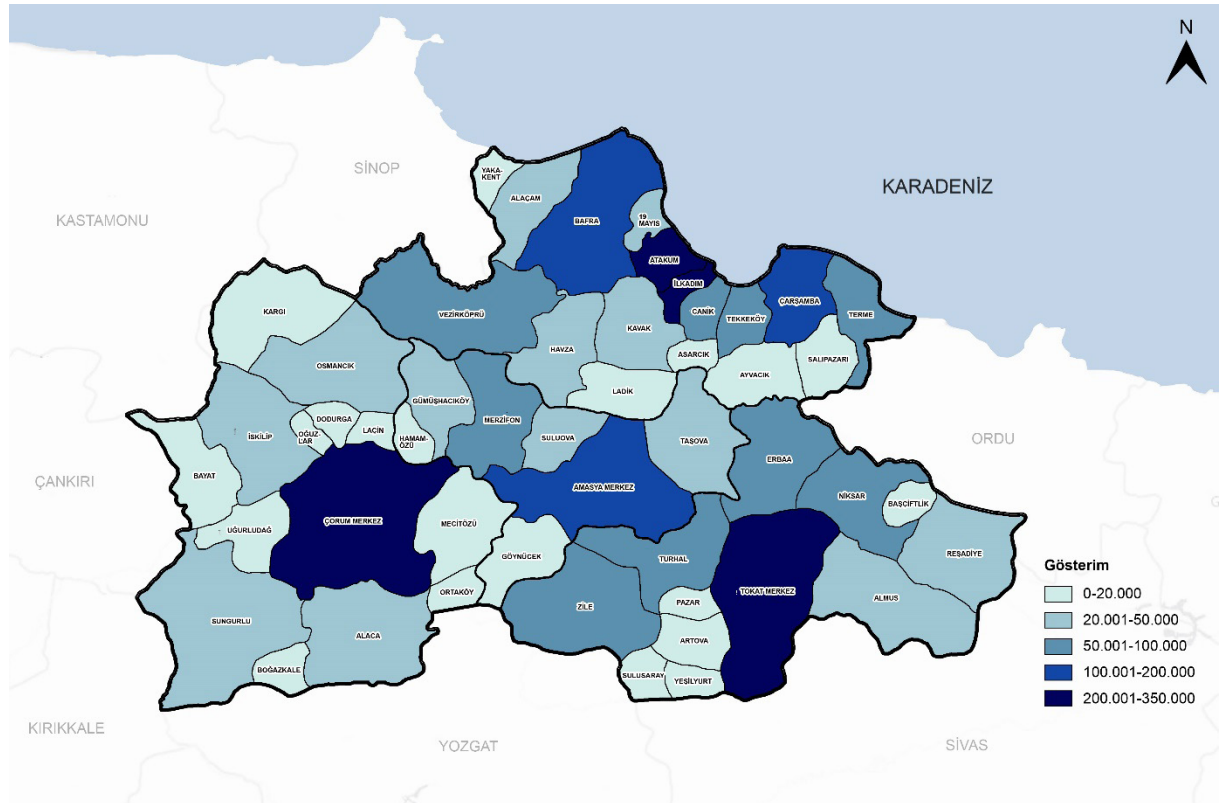 N
SİNOP
KARADENİZ
KASTAMONU
YAKA-
KENT
ALAÇAM
BAFRA
19
MAYIS
ATAKUM
İLKADIM
CANİK
TEKKEKÖY
ÇARŞAMBA
TERME
KARGI
VEZİRKÖPRÜ
HAVZA
KAVAK
ASARCIK
SALIPAZARI
AYVACIK
OSMANCIK
GÜMÜŞHACIKÖY
MERZİFON
LADİK
DODURGA
OĞUZ-
LAR
LAÇİN
HAMAM-
ÖZÜ
SULUOVA
TAŞOVA
İSKİLİP
ORDU
ERBAA
BAYAT
ÇANKIRI
AMASYA MERKEZ
NİKSAR
BAŞÇİFTLİK
UĞURLUDAĞ
ÇORUM MERKEZ
MECİTÖZÜ
GÖYNÜCEK
TURHAL
REŞADİYE
ORTAKÖY
TOKAT MERKEZ
ALMUS
ZİLE
PAZAR
SUNGURLU
ALACA
ARTOVA
BOĞAZKALE
SULUSARAY
YEŞİLYURT
KIRIKKALE
YOZGAT
SİVAS
G
Gösterim
0-20.000
20.001-50.000
50.001-100.000
100.001-200.000
200.001-350.000